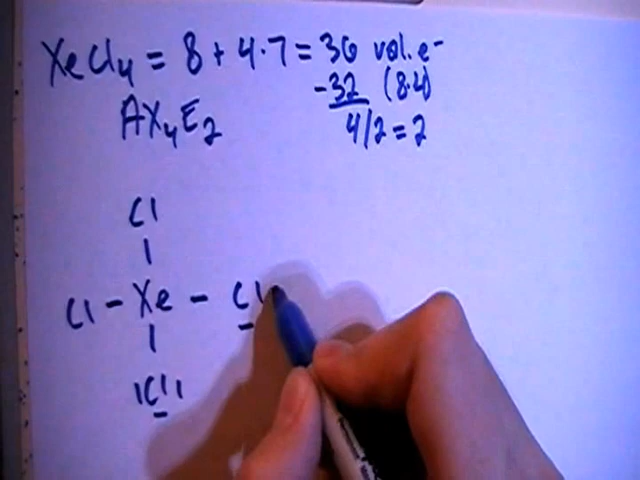 XeCl4 = 8 + 4·7 = 36 val. e-
-32 (8·4)
AX4E2
4/2 = 2
Cl
Cl - Xe - Cl
Cl